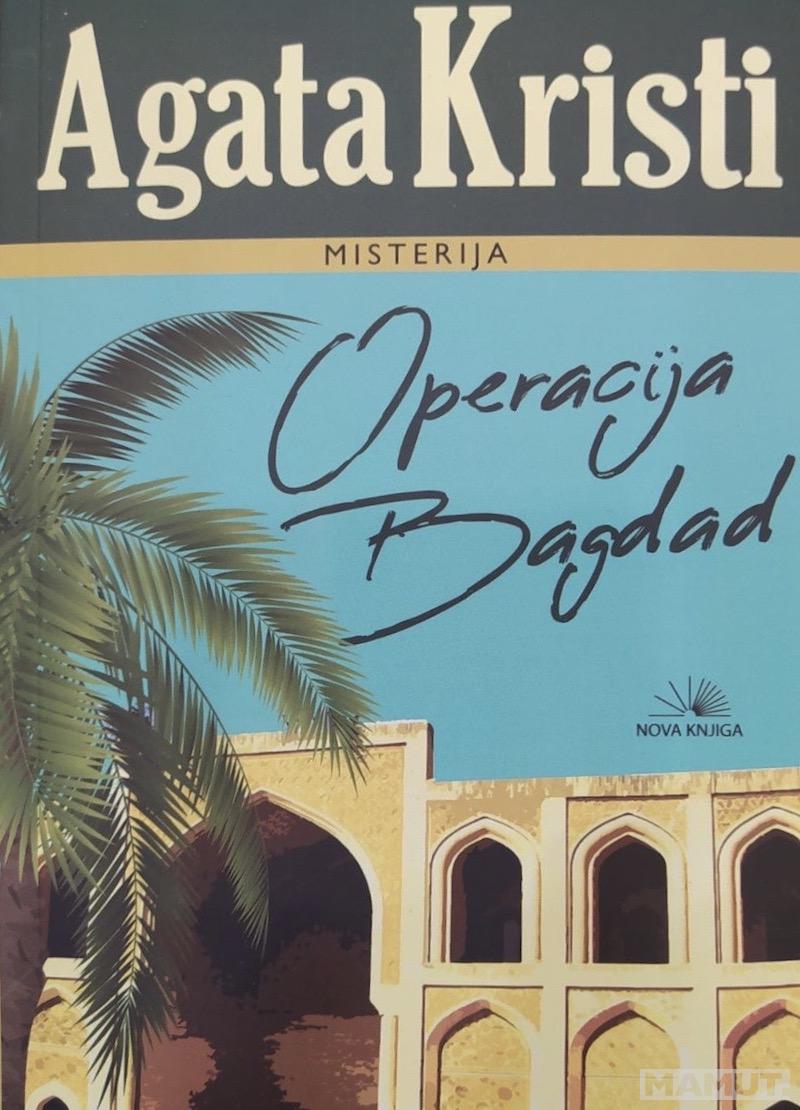 Agata Kristi
MISTERIJA
Operacija
Bagdad
NOVA KNJIGA
MAMUT